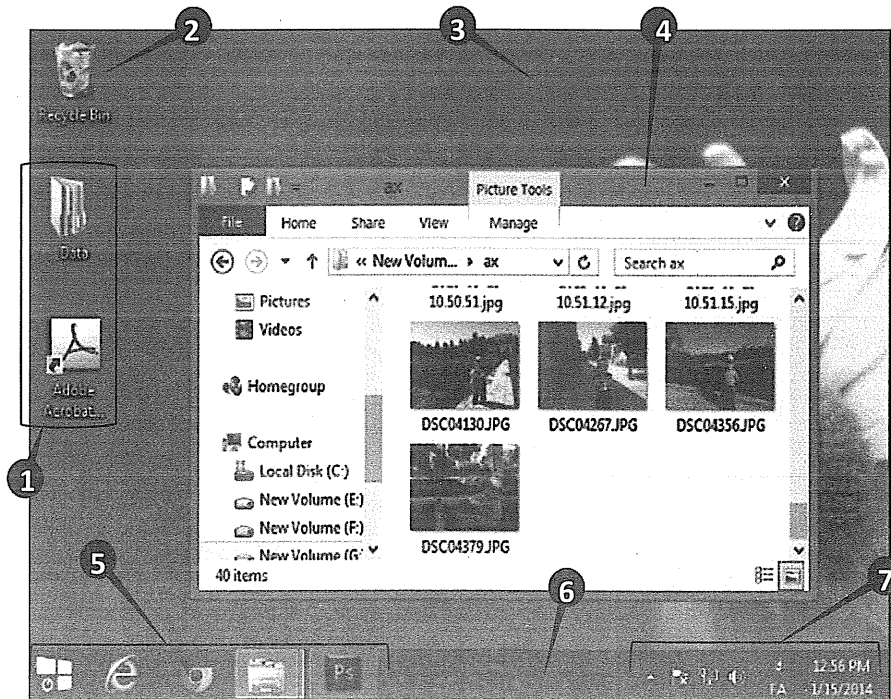 2
3
4
Recycle Bin
ax
Picture Tools
File Home Share View Manage
Data
« New Volum... ▸ ax
Search ax
Pictures
Videos
10.50.51.jpg 10.51.12.jpg 10.51.15.jpg
Homegroup
Adobe
Acrobat...
DSC04130.JPG DSC04267.JPG DSC04356.JPG
Computer
1
Local Disk (C:)
New Volume (E:)
New Volume (F:)
New Volume (G:
DSC04379.JPG
5
40 items
6
7
Ps
12:56 PM
FA 1/15/2014